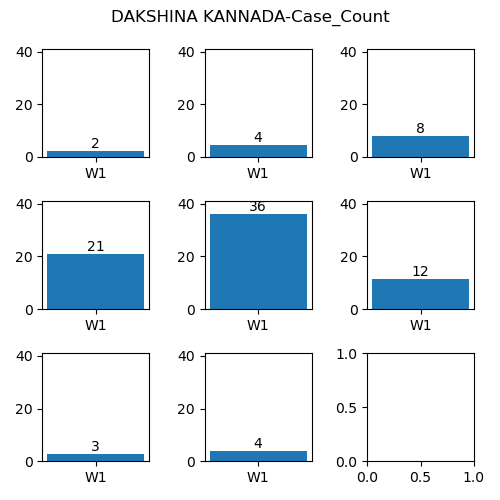 DAKSHINA KANNADA-Case_Count
40 40 40
20 20 20
2 4 8
0 0 0
W1 W1 W1
40 40 40
36
20 21 20 20
12
0 0 0
W1 W1 W1
40 40 1.0
20 20 0.5
3 4
0 0 0.0
W1 W1 0.0 0.5 1.0